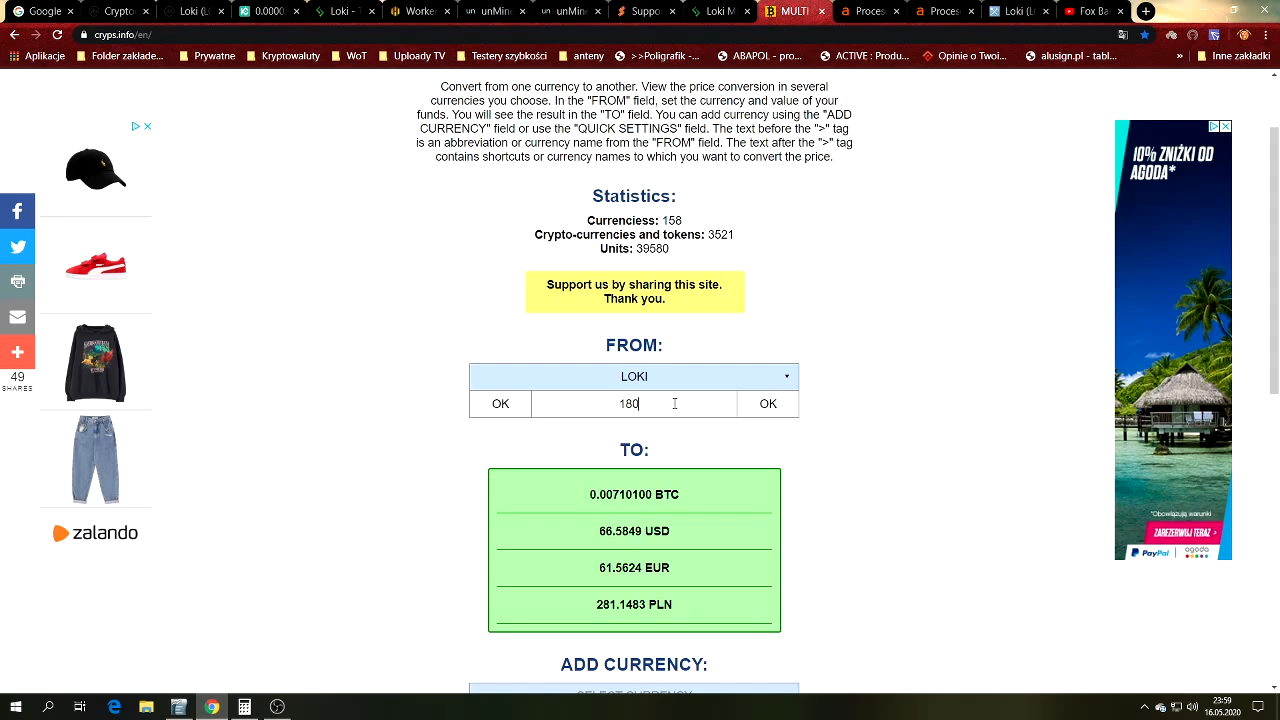 Google
Crypto
Loki (L
0.0000
Loki - T
Worker
unMine
unMine
Suppo
Loki M
MULTI
Proces
Proces
Loki (L
Fox Ba
cryps.info/en/
Aplikacje
Folder zakłade...
Prywatne
Kryptowaluty
WoT
Uploady TV
Testery szybkości
anteny
>>Poligrafik -...
ABAPOL - pro...
ACTIVE : Produ...
Opinie o Twoi...
alusign.pl - tabl...
»
Inne zakładki
Convert from one currency to another. View the price conversion in several
currencies you choose. In the "FROM" field, set the currency and value of your
funds. You will see the result in the "TO" field. You can add currency using the "ADD
CURRENCY" field or use the "QUICK SETTINGS" field. The text before the ">" tag
is an abbreviation or currency name from the "FROM" field. The text after the ">" tag
contains shortcuts or currency names to which you want to convert the price.
Statistics:
Currenciess: 158
Crypto-currencies and tokens: 3521
Units: 39580
Support us by sharing this site.
Thank you.
FROM:
LOKI
OK
180
OK
TO:
0.00710100 BTC
66.5849 USD
61.5624 EUR
281.1483 PLN
ADD CURRENCY:
49
SHARES
zalando
10% ZNIŻKI OD
AGODA*
*Obowiązują warunki
ZAREZERWUJ TERAZ >
PayPal
agoda
23:59
16.05.2020